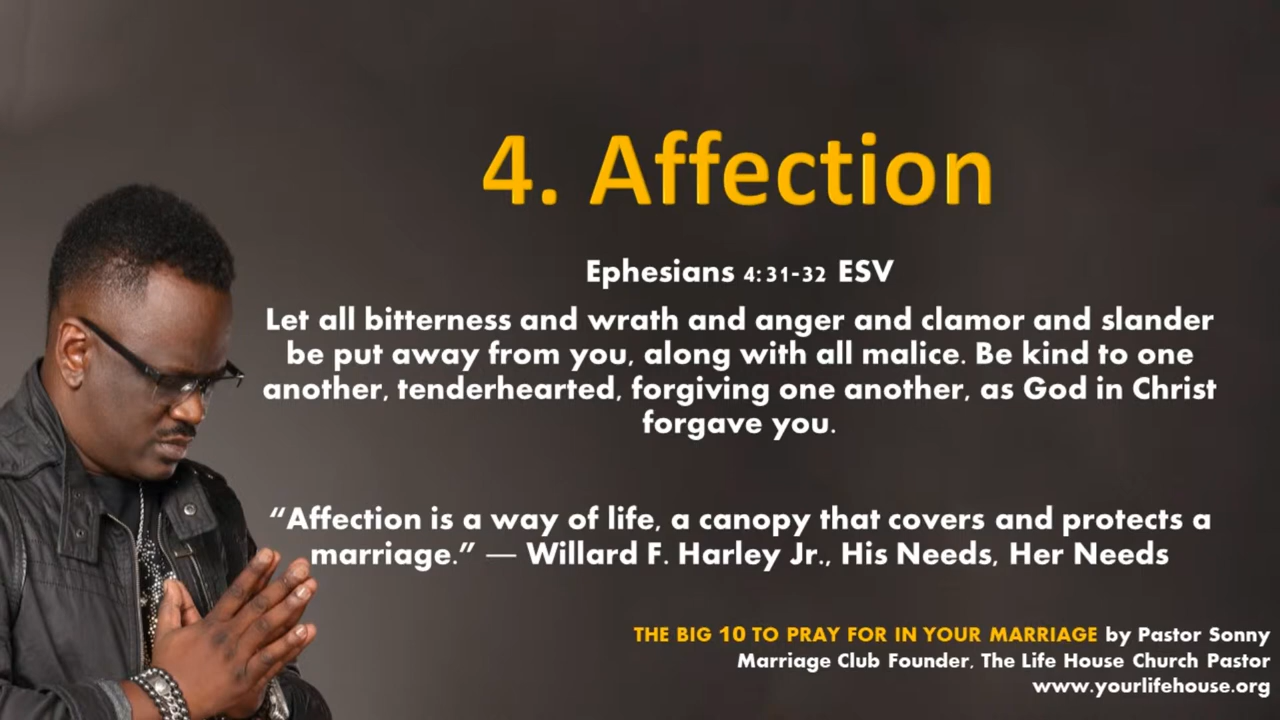 4. Affection
Ephesians 4:31-32 ESV
Let all bitterness and wrath and anger and clamor and slander
be put away from you, along with all malice. Be kind to one
another, tenderhearted, forgiving one another, as God in Christ
forgave you.
“Affection is a way of life, a canopy that covers and protects a
marriage.” — Willard F. Harley Jr., His Needs, Her Needs
THE BIG 10 TO PRAY FOR IN YOUR MARRIAGE by Pastor Sonny
Marriage Club Founder, The Life House Church Pastor
www.yourlifehouse.org